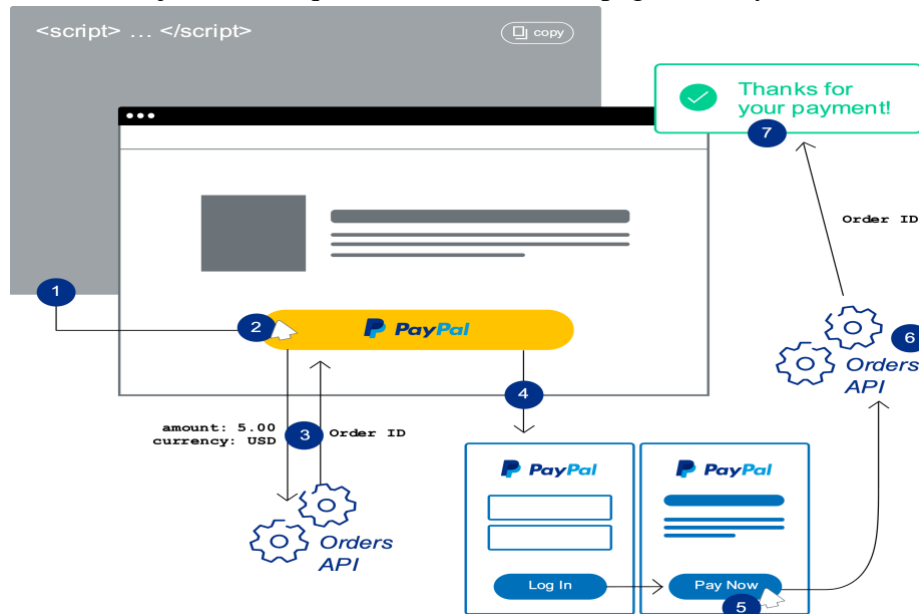 <script> ... </script>
copy
Thanks for
your payment!
7
Order ID
1
2
PayPal
6
Orders
API
4
amount: 5.00
currency: USD
3
Order ID
Orders
API
PayPal
PayPal
Log In
Pay Now
5